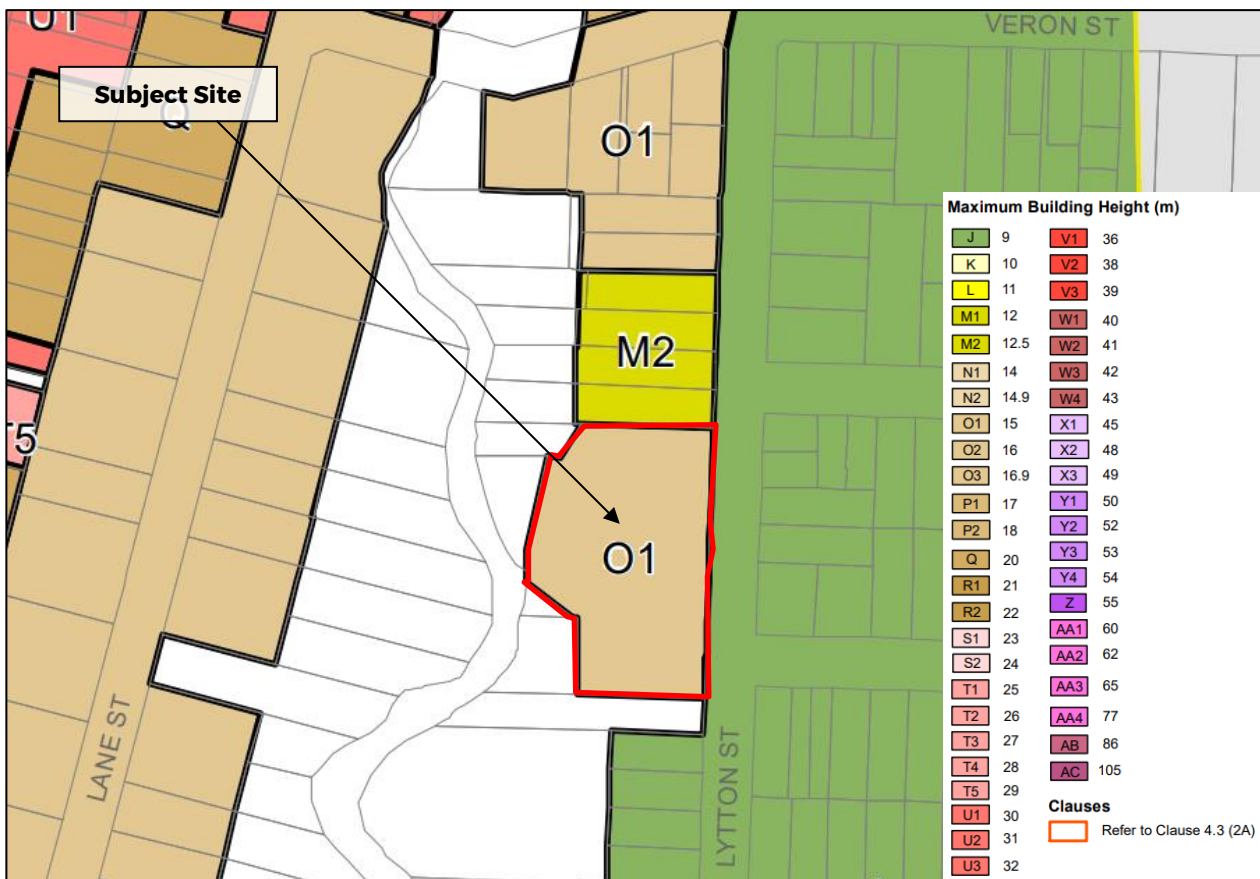 U1
VERON ST
Subject Site
Q
O1
M2
T5
O1
LANE ST
LYTTON ST
Maximum Building Height (m)
J 9
K 10
L 11
M1 12
M2 12.5
N1 14
N2 14.9
O1 15
O2 16
O3 16.9
P1 17
P2 18
Q 20
R1 21
R2 22
S1 23
S2 24
T1 25
T2 26
T3 27
T4 28
T5 29
U1 30
U2 31
U3 32
V1 36
V2 38
V3 39
W1 40
W2 41
W3 42
W4 43
X1 45
X2 48
X3 49
Y1 50
Y2 52
Y3 53
Y4 54
Z 55
AA1 60
AA2 62
AA3 65
AA4 77
AB 86
AC 105
Clauses
Refer to Clause 4.3 (2A)